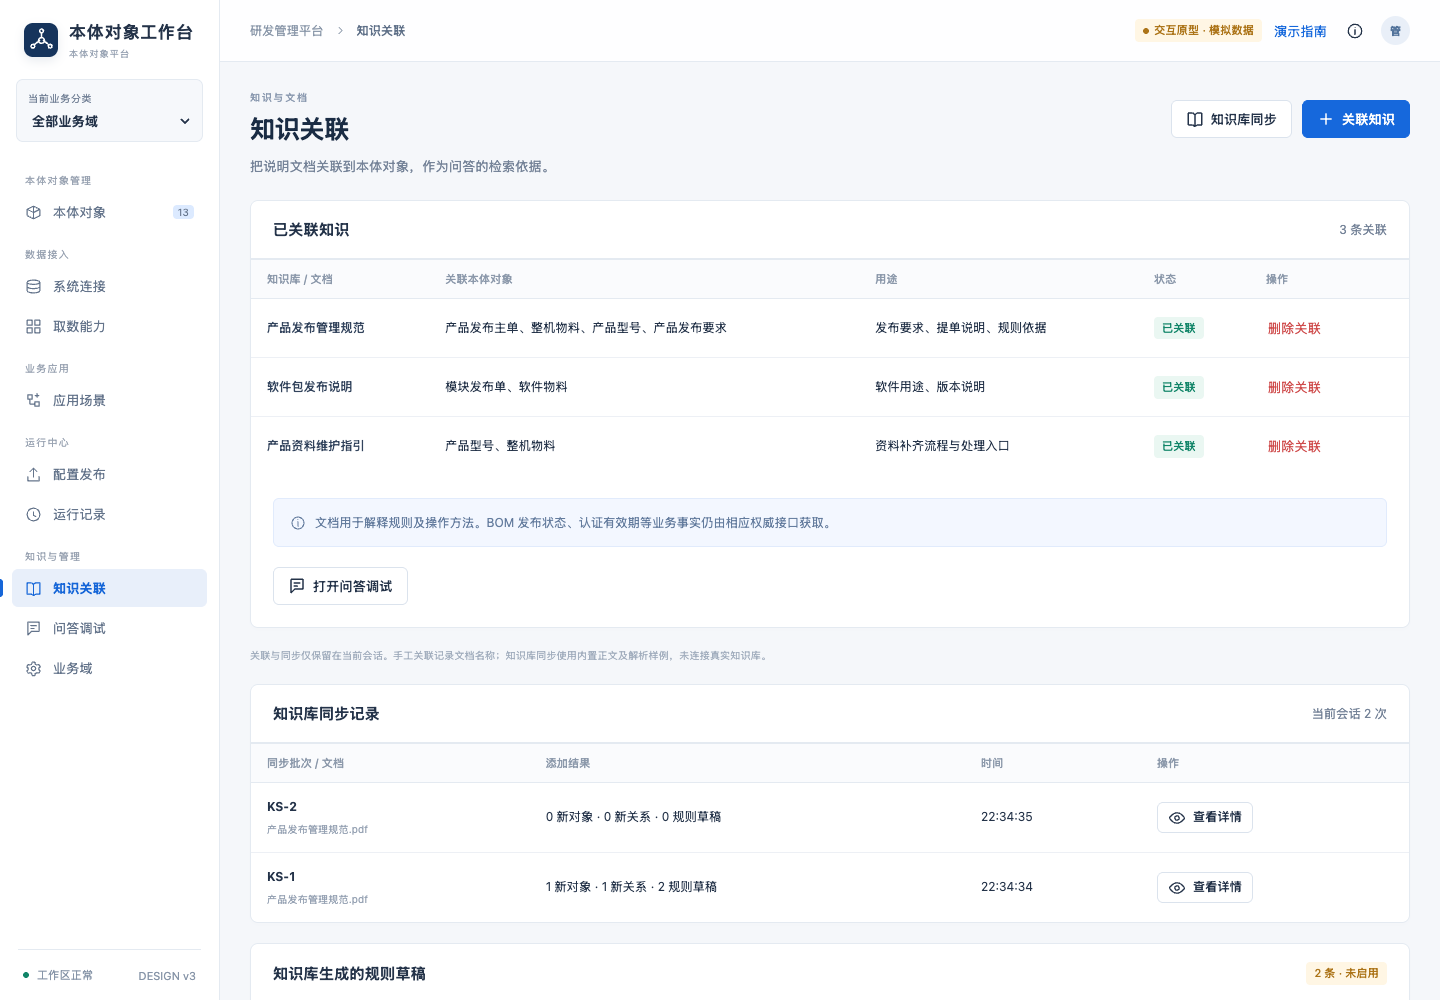 本体对象工作台
本体对象平台
当前业务分类
全部业务域
本体对象管理
本体对象 13
数据接入
系统连接
取数能力
业务应用
应用场景
运行中心
配置发布
运行记录
知识与管理
知识关联
问答调试
业务域
工作区正常 DESIGN v3
研发管理平台 > 知识关联
交互原型 · 模拟数据 演示指南 管
知识与文档
知识关联
把说明文档关联到本体对象，作为问答的检索依据。
知识库同步 + 关联知识
已关联知识 3 条关联
知识库 / 文档 关联本体对象 用途 状态 操作
产品发布管理规范 产品发布主单、整机物料、产品型号、产品发布要求 发布要求、提单说明、规则依据 已关联 删除关联
软件包发布说明 模块发布单、软件物料 软件用途、版本说明 已关联 删除关联
产品资料维护指引 产品型号、整机物料 资料补齐流程与处理入口 已关联 删除关联
文档用于解释规则及操作方法。BOM 发布状态、认证有效期等业务事实仍由相应权威接口获取。
打开问答调试
关联与同步仅保留在当前会话。手工关联记录文档名称；知识库同步使用内置正文及解析样例，未连接真实知识库。
知识库同步记录 当前会话 2 次
同步批次 / 文档 添加结果 时间 操作
KS-2
产品发布管理规范.pdf
0 新对象 · 0 新关系 · 0 规则草稿 22:34:35 查看详情
KS-1
产品发布管理规范.pdf
1 新对象 · 1 新关系 · 2 规则草稿 22:34:34 查看详情
知识库生成的规则草稿 2 条 · 未启用